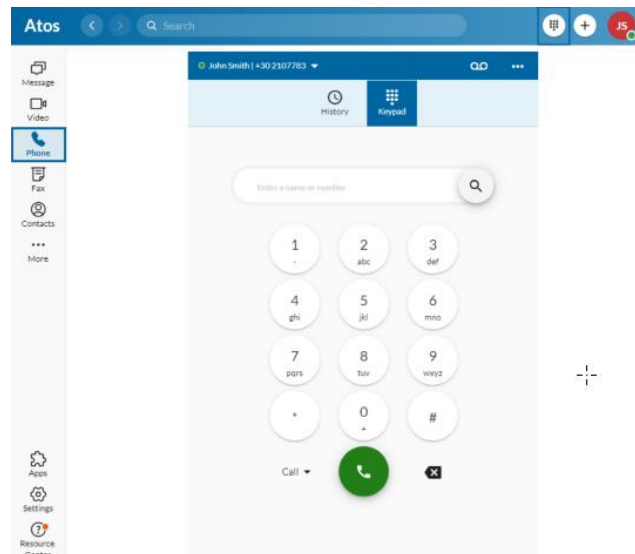 Atos
Search
JS
Message
Video
Phone
Fax
Contacts
More
Apps
Settings
Resource
Center
John Smith | +30 2107783
History
Keypad
Enter a name or number
1
2
abc
3
def
4
ghi
5
jkl
6
mno
7
pqrs
8
tuv
9
wxyz
*
0
+
#
Call